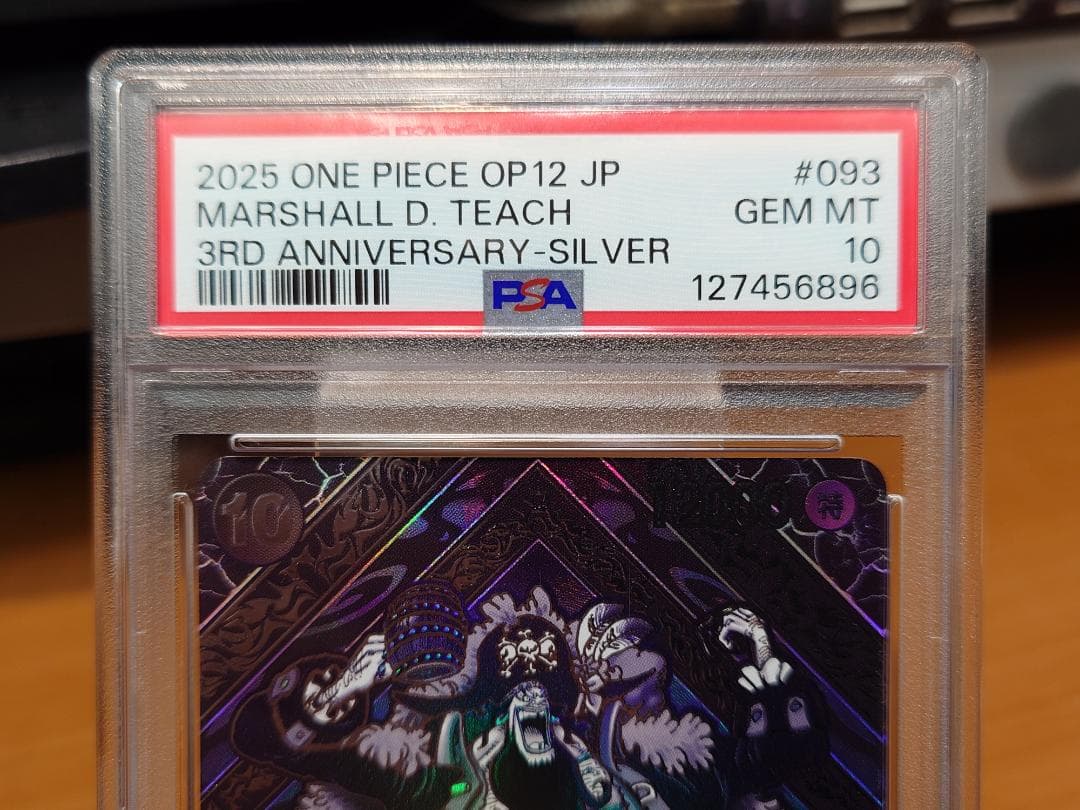 2025 ONE PIECE OP12 JP #093
MARSHALL D. TEACH GEM MT
3RD ANNIVERSARY-SILVER 10
PSA 127456896
10